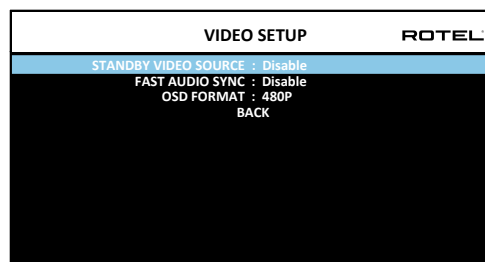 VIDEO SETUP
ROTEL
STANDBY VIDEO SOURCE : Disable
FAST AUDIO SYNC : Disable
OSD FORMAT : 480P
BACK